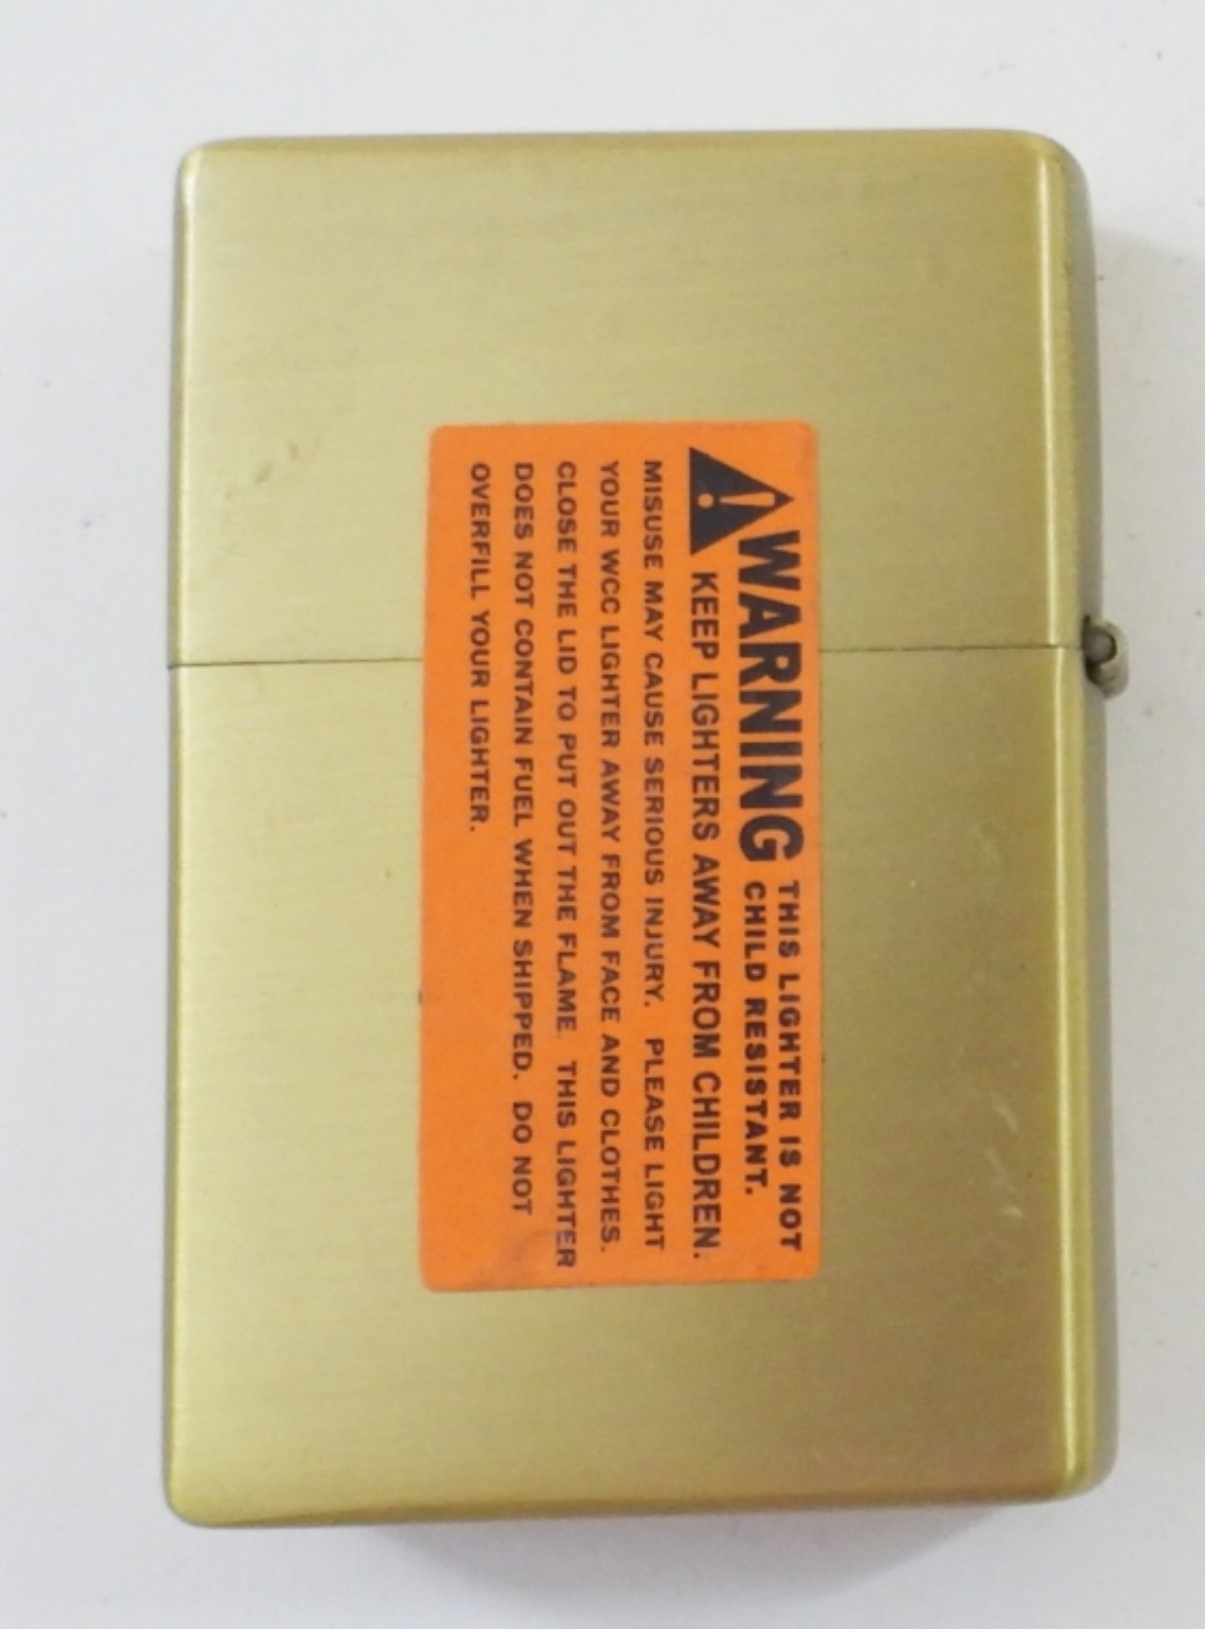 WARNING THIS LIGHTER IS NOT
CHILD RESISTANT.
KEEP LIGHTERS AWAY FROM CHILDREN.
MISUSE MAY CAUSE SERIOUS INJURY. PLEASE LIGHT
YOUR WCC LIGHTER AWAY FROM FACE AND CLOTHES.
CLOSE THE LID TO PUT OUT THE FLAME. THIS LIGHTER
DOES NOT CONTAIN FUEL WHEN SHIPPED. DO NOT
OVERFILL YOUR LIGHTER.